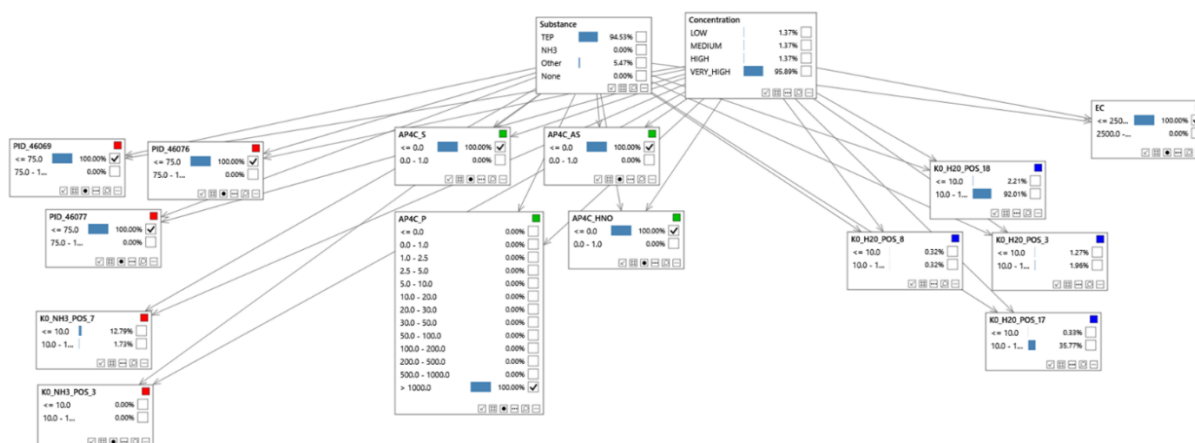 Substance
TEP 94.53%
NH3 0.00%
Other 5.47%
None 0.00%
Concentration
LOW 1.37%
MEDIUM 1.37%
HIGH 1.37%
VERY_HIGH 95.89%
EC
<= 250... 100.00%
2500.0 -... 0.00%
PID_46069
<= 75.0 100.00%
75.0 - 1... 0.00%
PID_46076
<= 75.0 100.00%
75.0 - 1... 0.00%
AP4C_S
<= 0.0 100.00%
0.0 - 1.0 0.00%
AP4C_AS
<= 0.0 100.00%
0.0 - 1.0 0.00%
K0_H20_POS_18
<= 10.0 2.21%
10.0 - 1... 92.01%
PID_46077
<= 75.0 100.00%
75.0 - 1... 0.00%
AP4C_P
<= 0.0 0.00%
0.0 - 1.0 0.00%
1.0 - 2.5 0.00%
2.5 - 5.0 0.00%
5.0 - 10.0 0.00%
10.0 - 20.0 0.00%
20.0 - 30.0 0.00%
30.0 - 50.0 0.00%
50.0 - 100.0 0.00%
100.0 - 200.0 0.00%
200.0 - 500.0 0.00%
500.0 - 1000.0 0.00%
> 1000.0 100.00%
AP4C_HNO
<= 0.0 100.00%
0.0 - 1.0 0.00%
K0_H20_POS_8
<= 10.0 0.32%
10.0 - 1... 0.32%
K0_H20_POS_3
<= 10.0 1.27%
10.0 - 1... 1.96%
K0_NH3_POS_7
<= 10.0 12.79%
10.0 - 1... 1.73%
K0_H20_POS_17
<= 10.0 0.33%
10.0 - 1... 35.77%
K0_NH3_POS_3
<= 10.0 0.00%
10.0 - 1... 0.00%